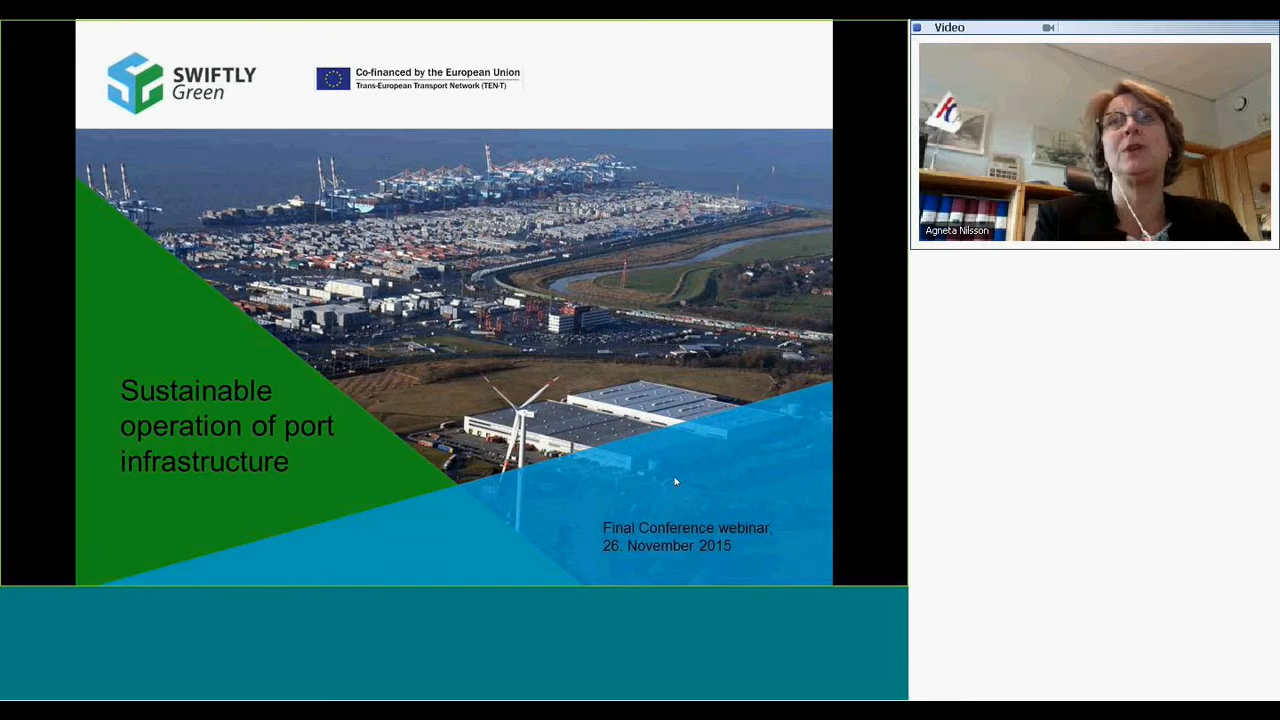 SWIFTLY
Green
Co-financed by the European Union
Trans-European Transport Network (TEN-T)
Sustainable
operation of port
infrastructure
Final Conference webinar,
26. November 2015
Video
Agneta Nilsson